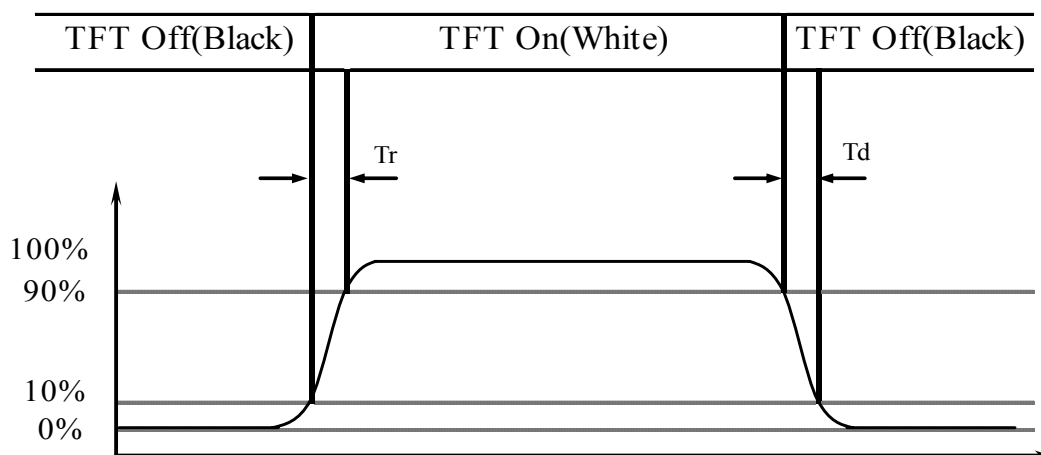 TFT Off(Black) TFT On(White) TFT Off(Black)
Tr Td
100%
90%
10%
0%